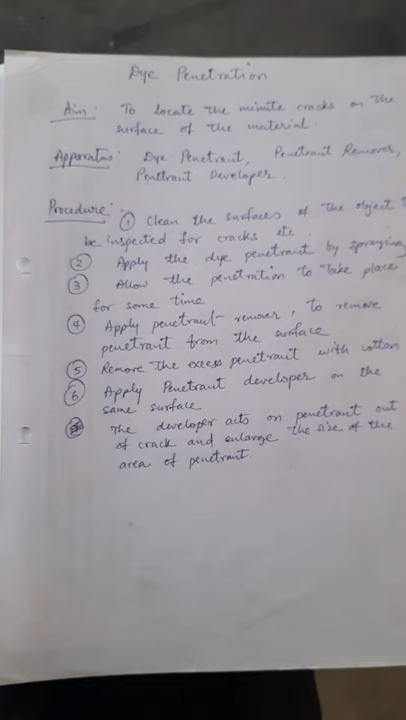 Dye Penetration
Aim: To locate the minute cracks on the
surface of the material.
Apparatus: Dye Penetrant, Penetrant Remover,
Penetrant Developer.
Procedure:- ① Clean the surfaces of the object t
be inspected for cracks etc
② Apply the dye penetrant by spraying
③ Allow the penetration to take place
for some time
④ Apply penetrant remover, to remove
penetrant from the surface
⑤ Remove the excess penetrant with cotton
⑥ Apply Penetrant developer on the
same surface
The developer acts on penetrant out
of crack and enlarge the size of the
area of penetrant.